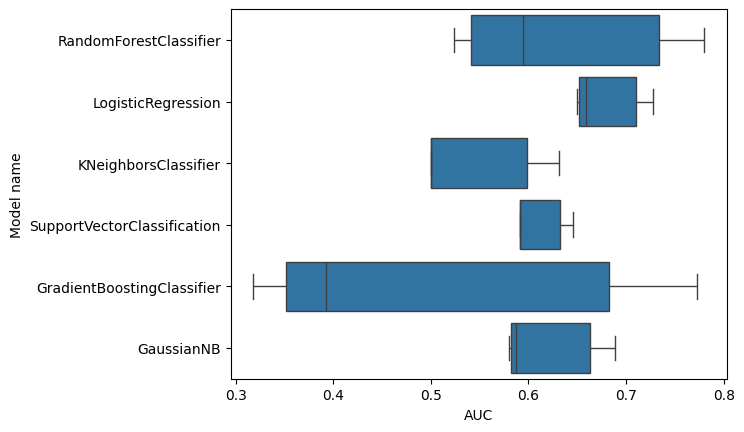 RandomForestClassifier
LogisticRegression
KNeighborsClassifier
SupportVectorClassification
GradientBoostingClassifier
GaussianNB
Model name
0.3 0.4 0.5 0.6 0.7 0.8
AUC